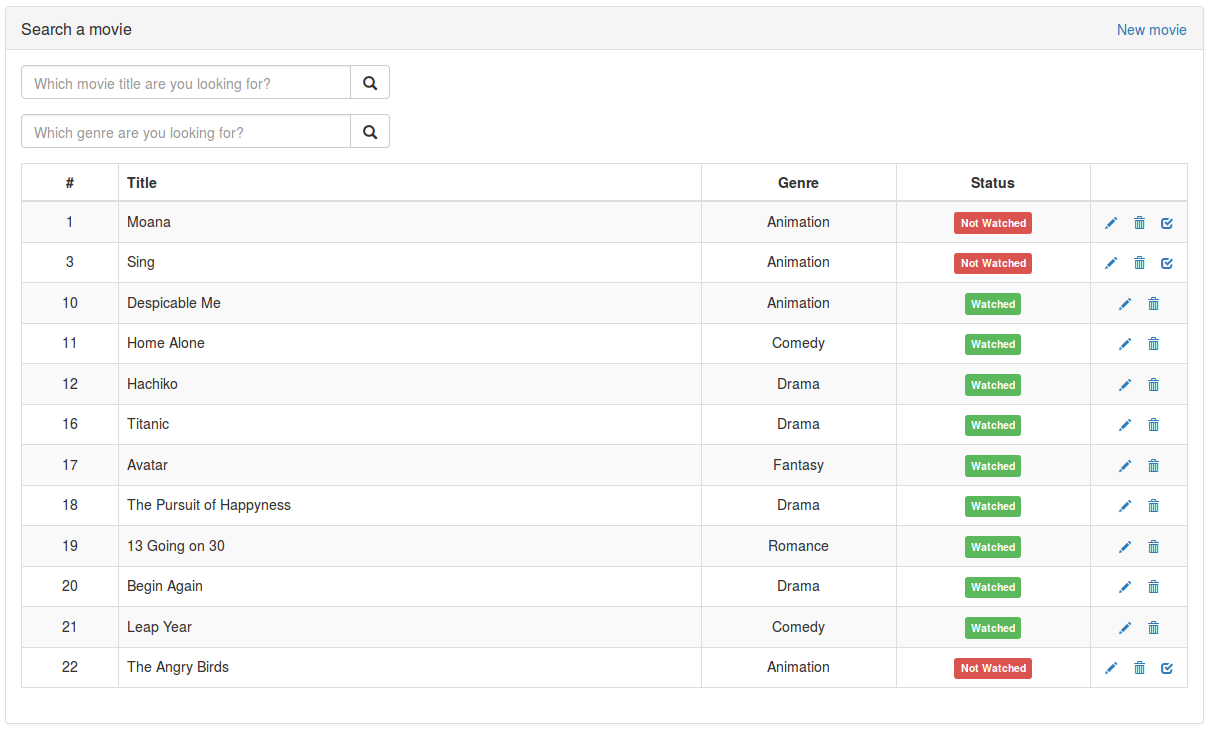 Search a movie New movie
Which movie title are you looking for?
Which genre are you looking for?
# Title Genre Status
1 Moana Animation Not Watched
3 Sing Animation Not Watched
10 Despicable Me Animation Watched
11 Home Alone Comedy Watched
12 Hachiko Drama Watched
16 Titanic Drama Watched
17 Avatar Fantasy Watched
18 The Pursuit of Happyness Drama Watched
19 13 Going on 30 Romance Watched
20 Begin Again Drama Watched
21 Leap Year Comedy Watched
22 The Angry Birds Animation Not Watched